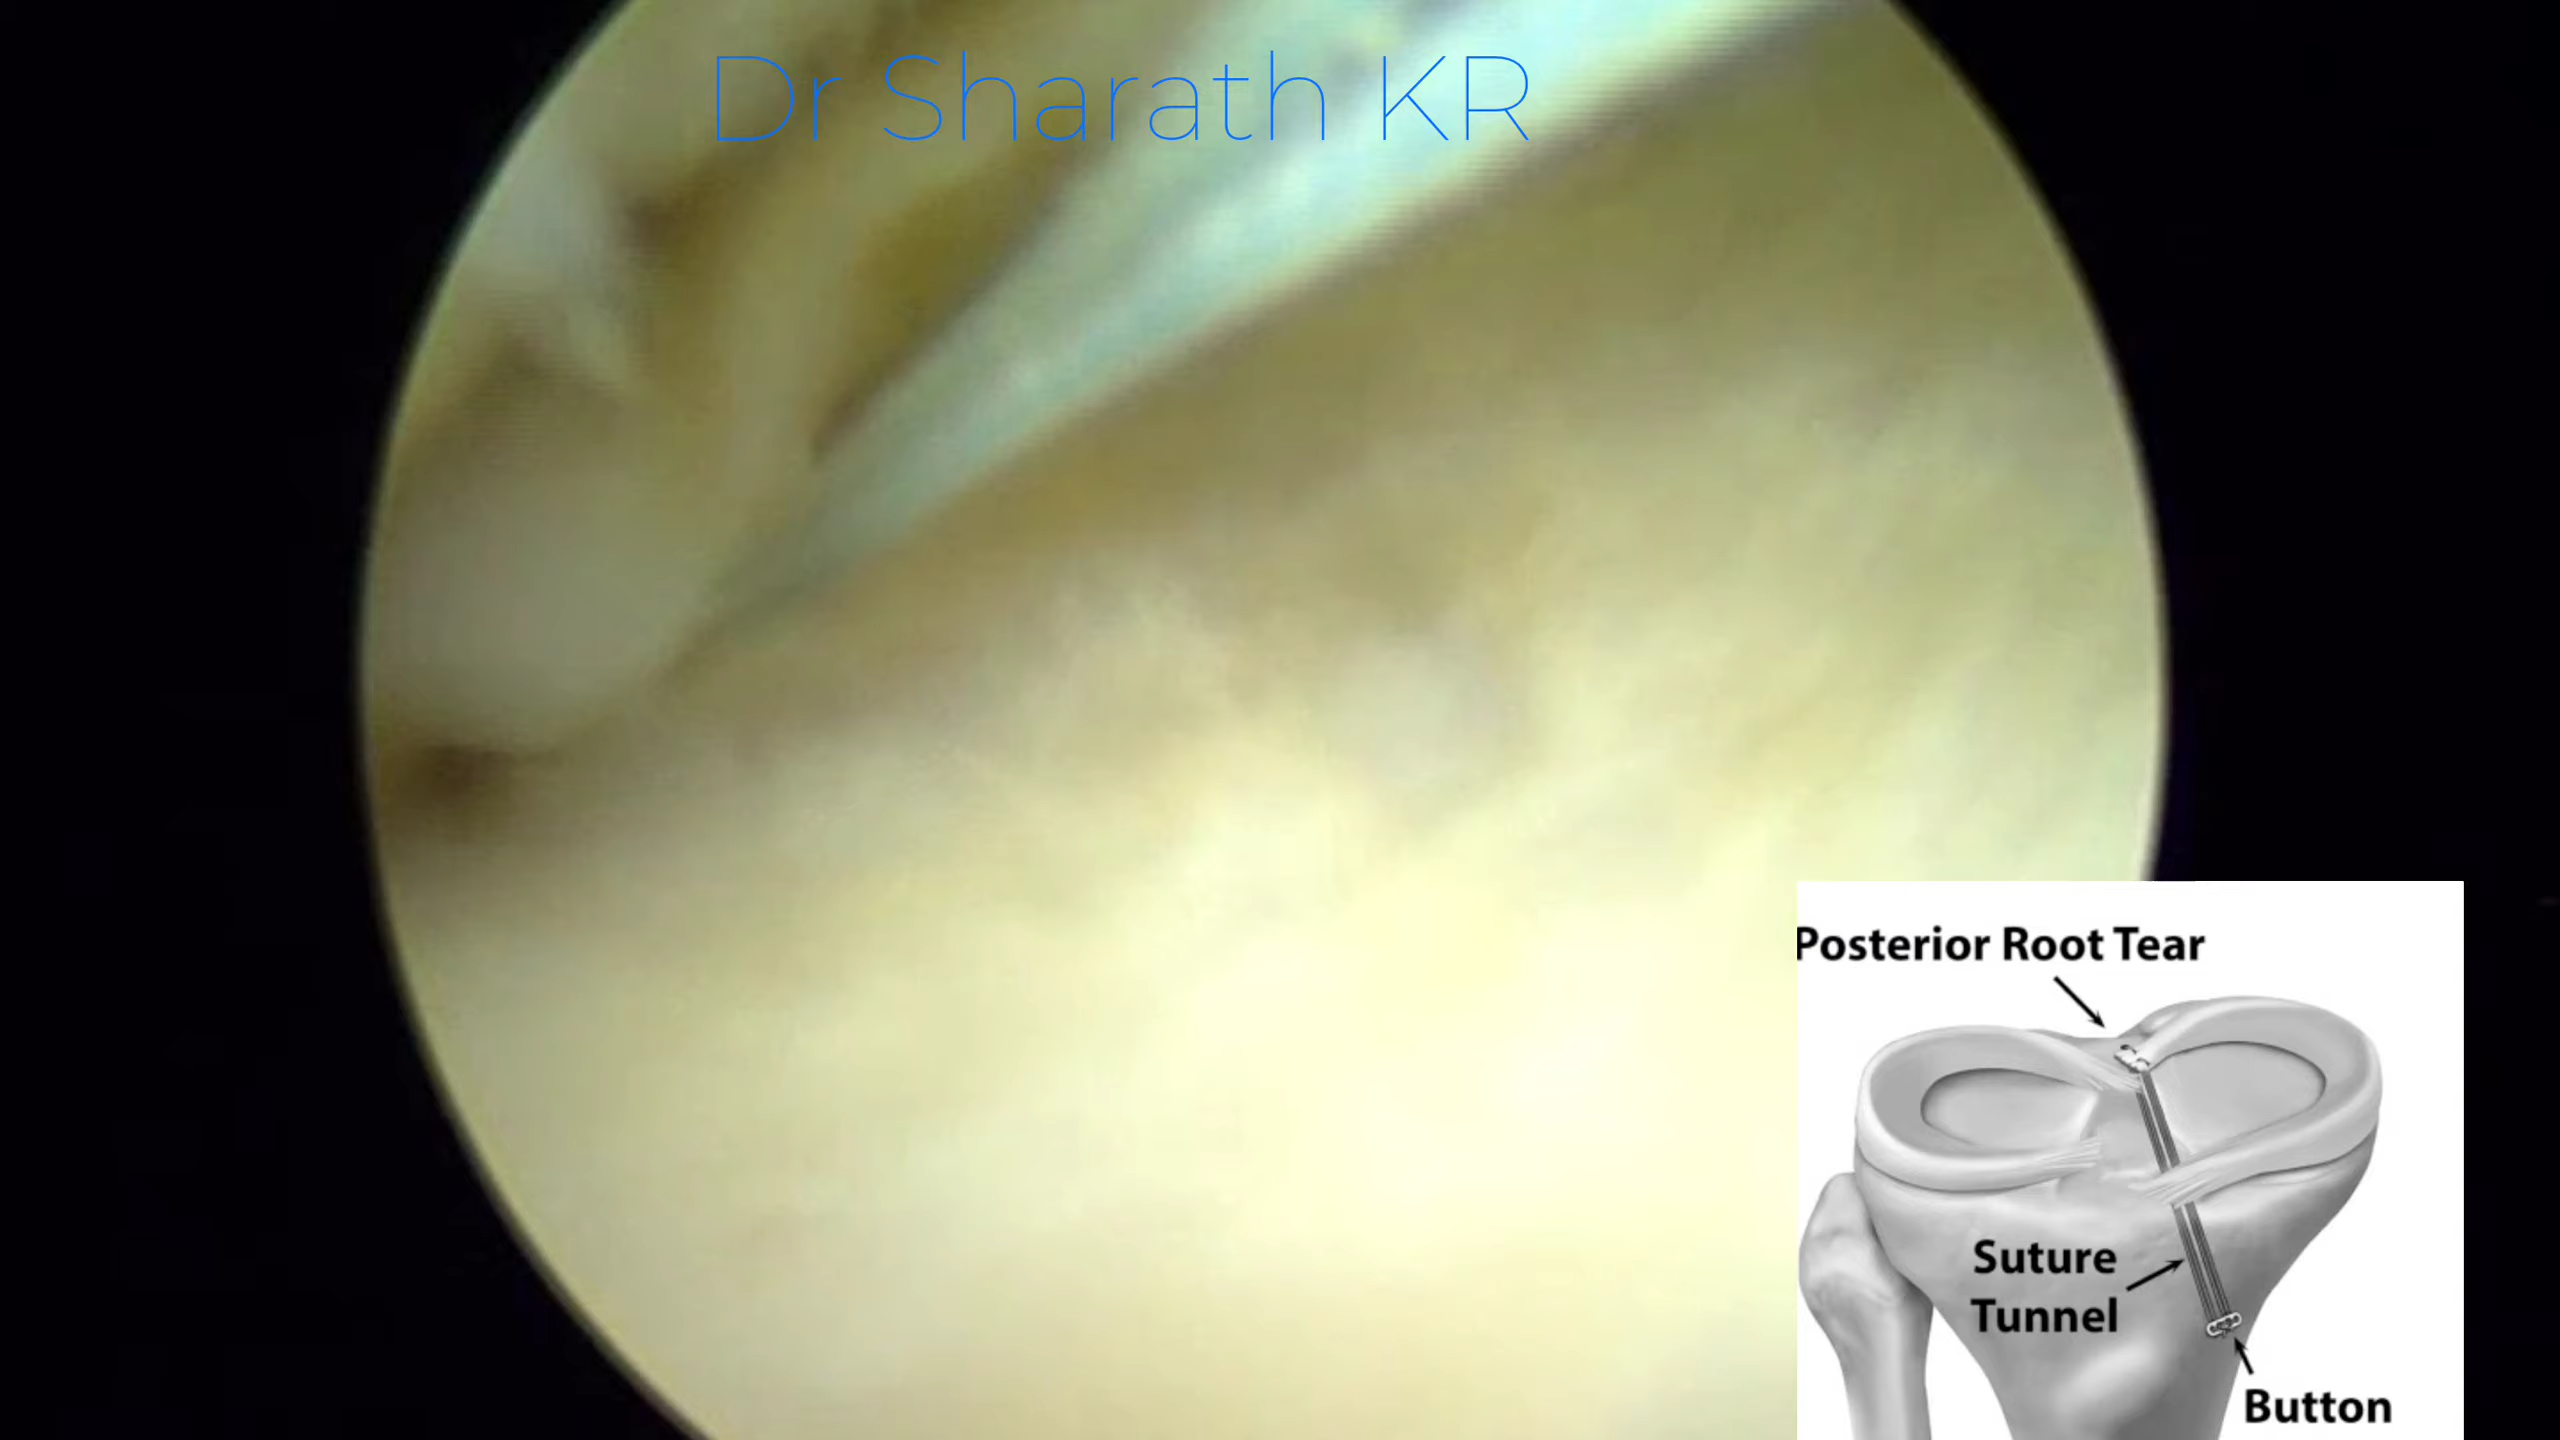 Dr Sharath KR
Posterior Root Tear
Suture
Tunnel
Button